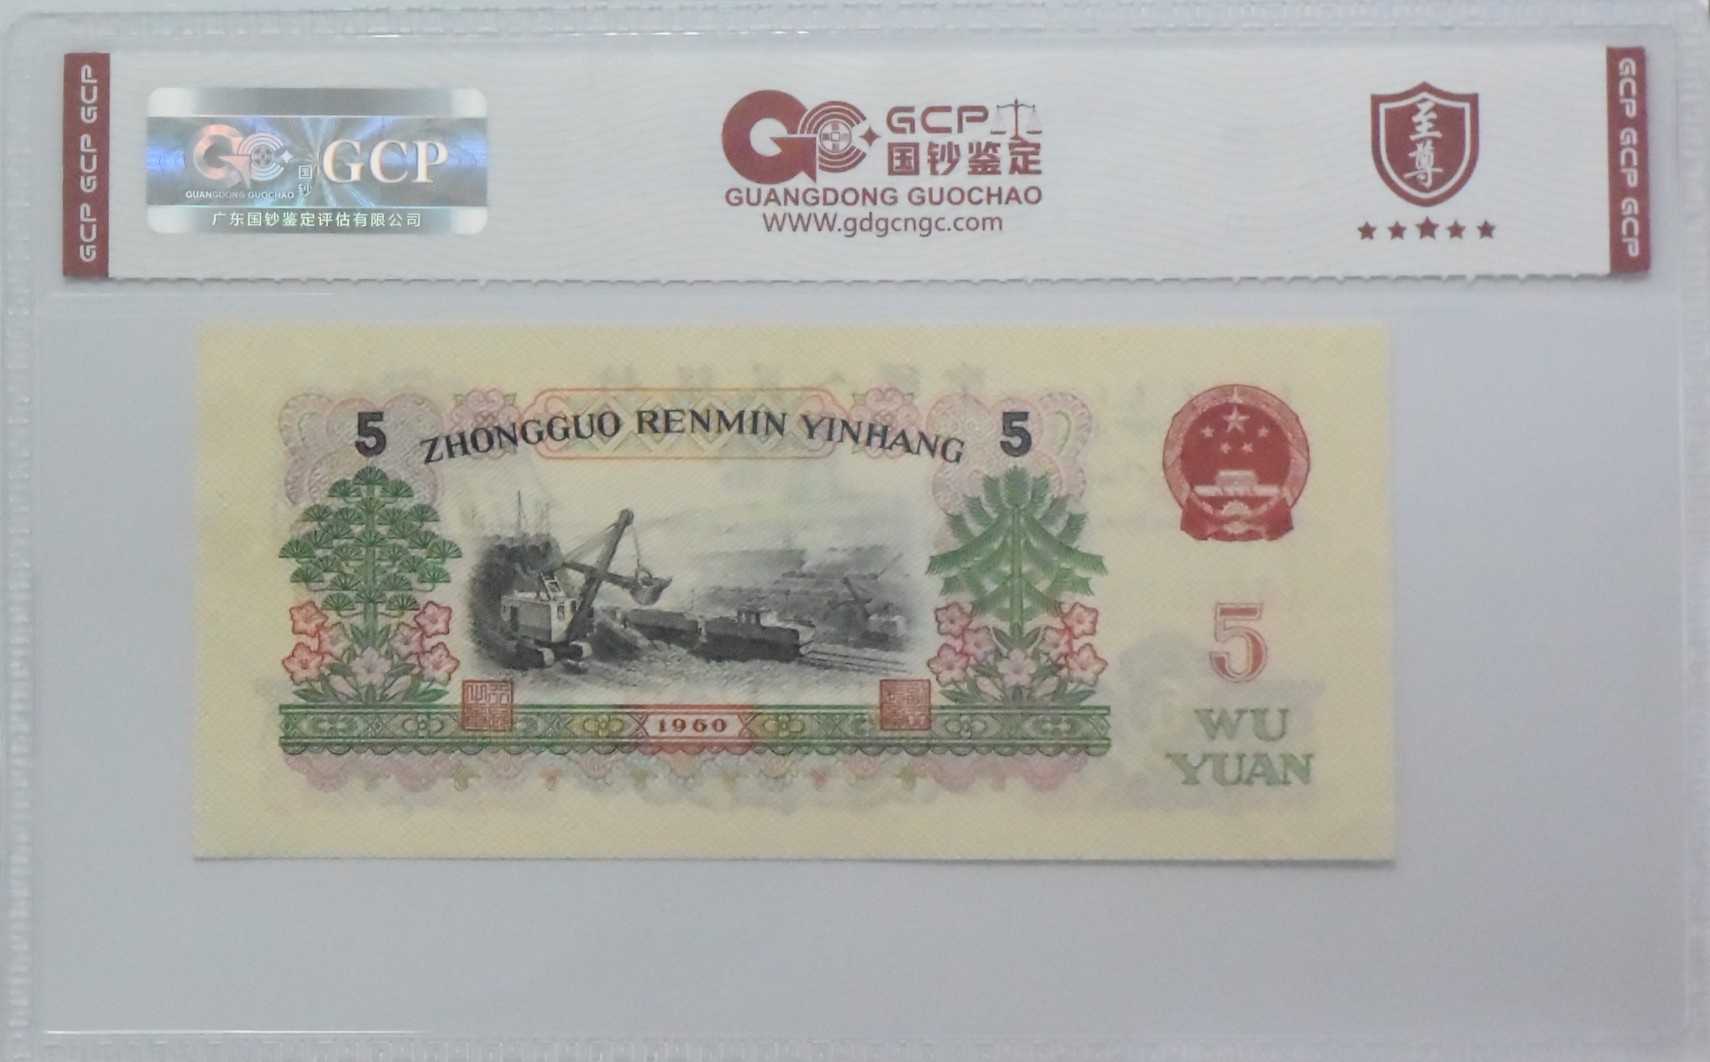 GCP GCP GCP
国钞
GCP
GUANGDONG GUOCHAO
广东国钞鉴定评估有限公司
GCP
国钞鉴定
GUANGDONG GUOCHAO
WWW.gdgcngc.com
至尊
GCP GCP GCP
5
ZHONGGUO RENMIN YINHANG
5
5
1960
WU
YUAN